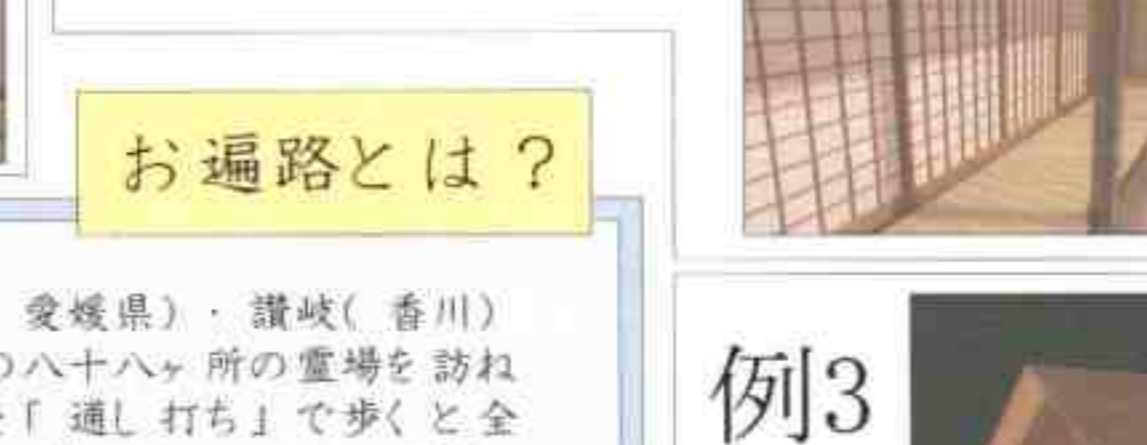 お遍路とは？
愛媛県）・讃岐（香川）
の八十八ヶ所の霊場を訪ね
「通し打ち」で歩くと全
例3